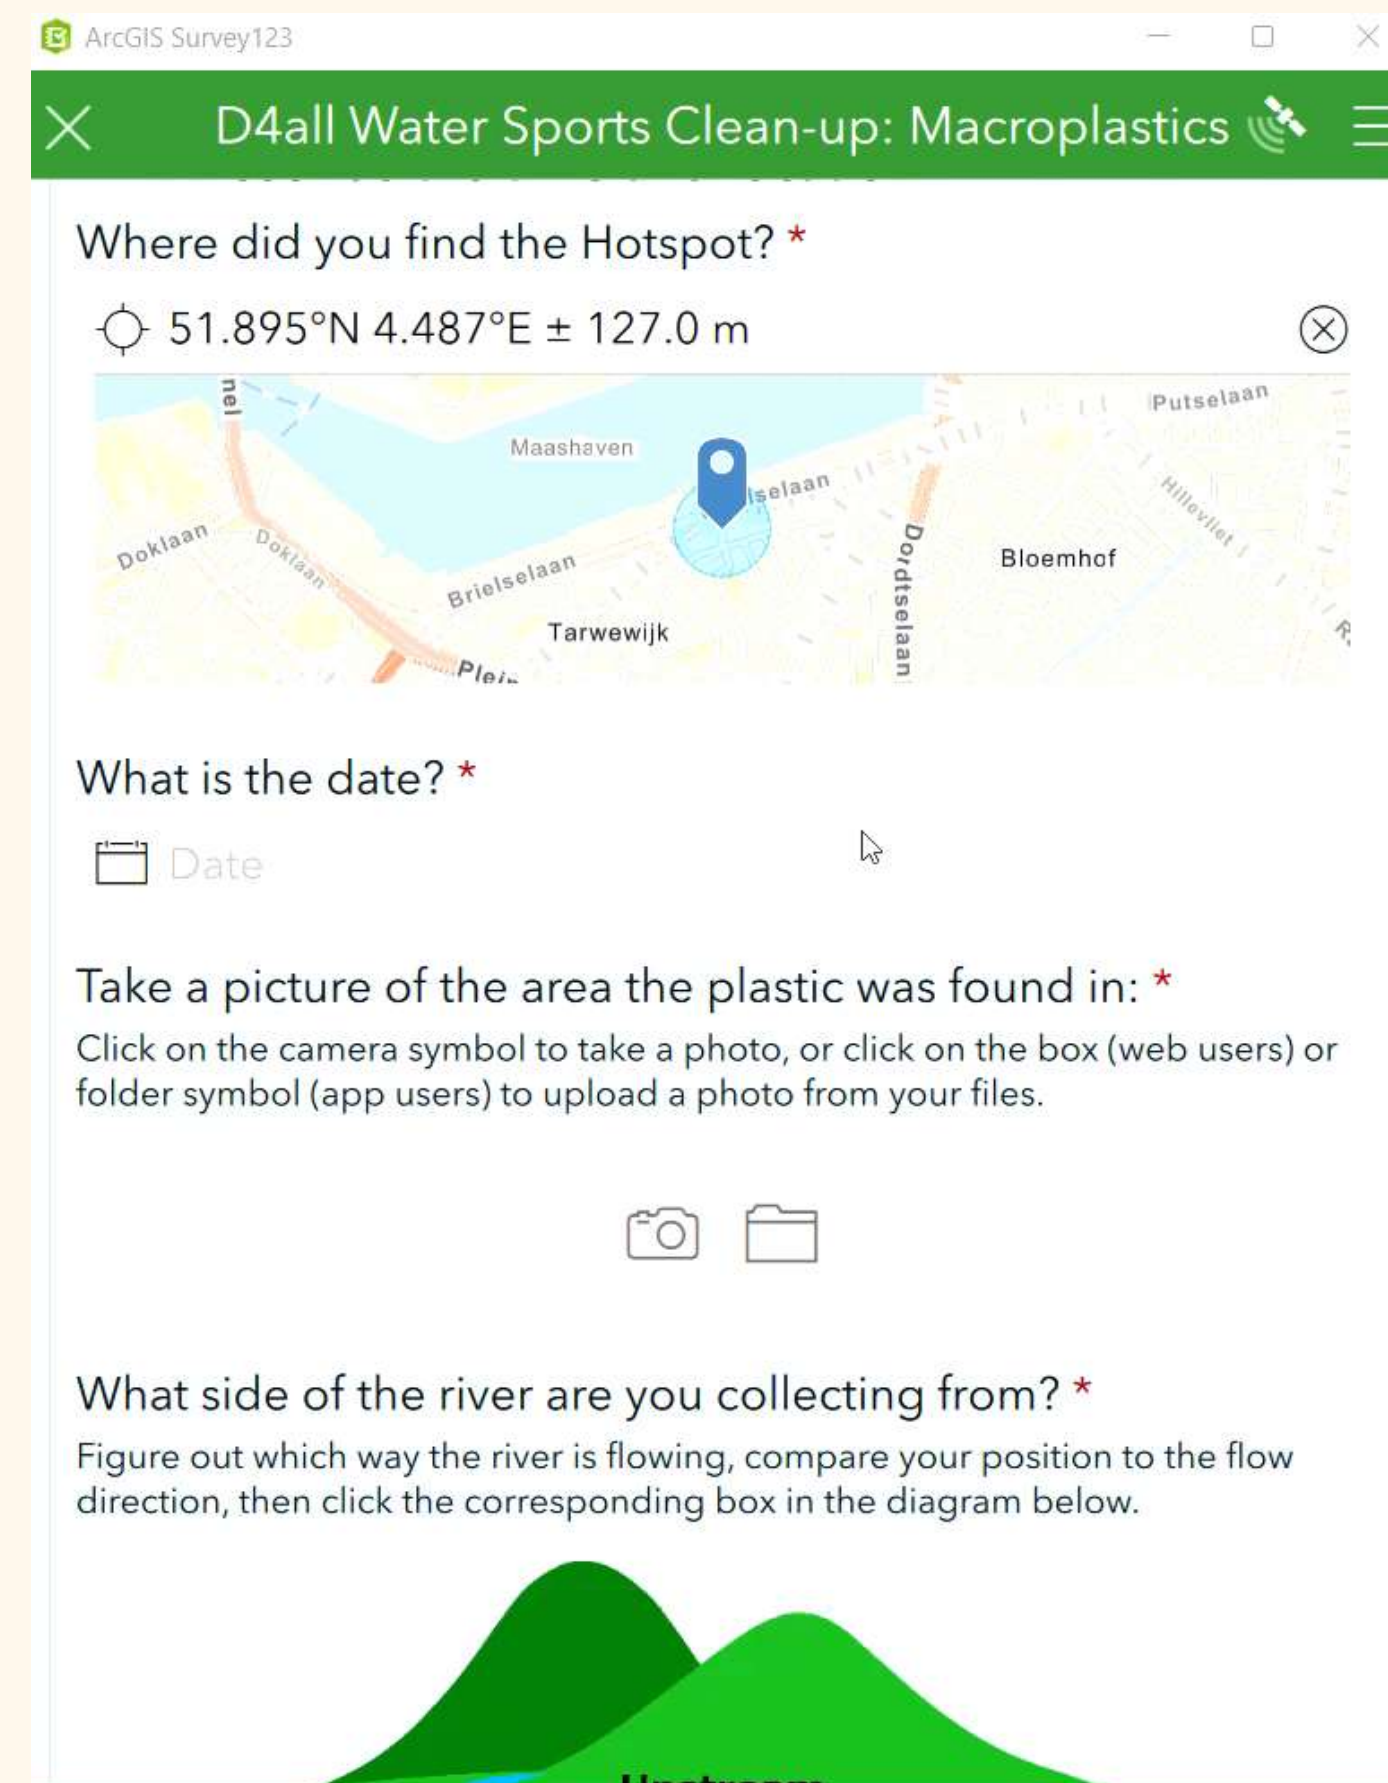 ArcGIS Survey123
D4all Water Sports Clean-up: Macroplastics
Where did you find the Hotspot? *
51.895°N 4.487°E ± 127.0 m
nel
Putselaan
Maashaven
lselaan
Hillevliet
Doklaan
Doklaan
Dordtselaan
Bloemhof
Brielselaan
Tarwewijk
Plein
What is the date? *
Date
Take a picture of the area the plastic was found in: *
Click on the camera symbol to take a photo, or click on the box (web users) or
folder symbol (app users) to upload a photo from your files.
What side of the river are you collecting from? *
Figure out which way the river is flowing, compare your position to the flow
direction, then click the corresponding box in the diagram below.
Upstream